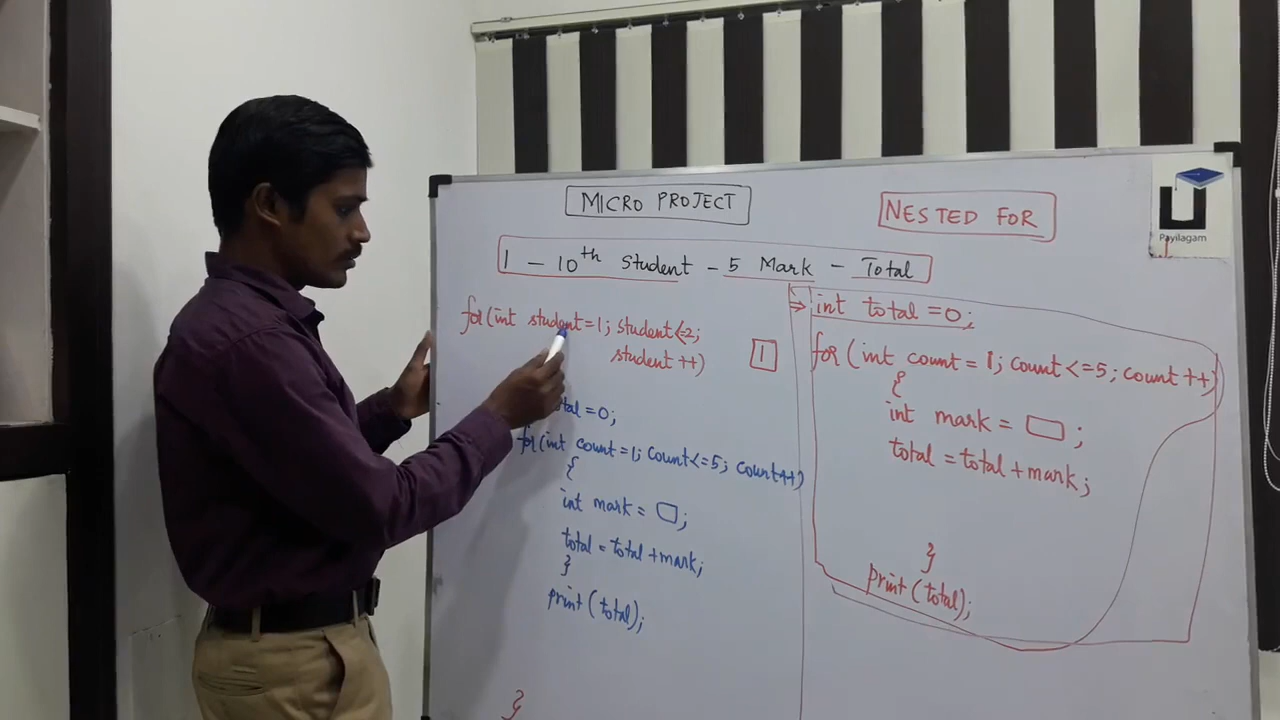 MICRO PROJECT
NESTED FOR
Payilagam
1 - 10th Student - 5 Mark - Total
for(int student=1; student<=2;
student ++)
1
total=0;
for(int count=1; count<=5; count++)
{
int mark = ;
total = total+mark;
}
print(total);
}
int total =0;
for (int count = 1; count<=5; count ++)
{
int mark = ;
total = total+mark;
}
print(total);